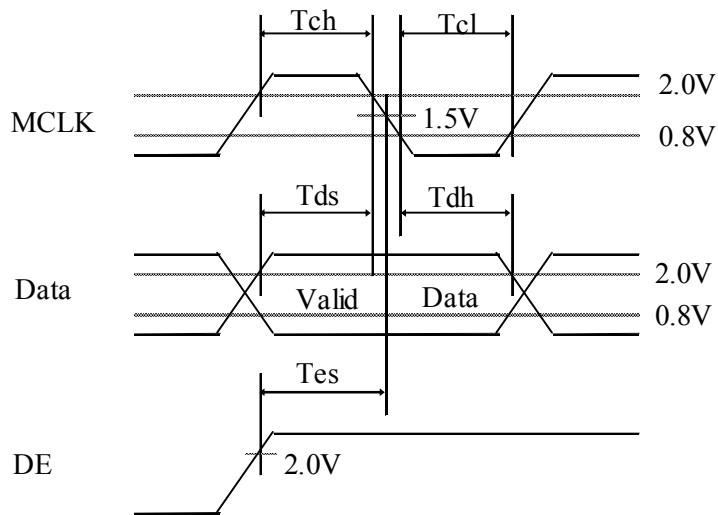 Tch Tcl
2.0V
MCLK 1.5V
0.8V
Tds Tdh
Data 2.0V
Valid Data
0.8V
Tes
DE 2.0V